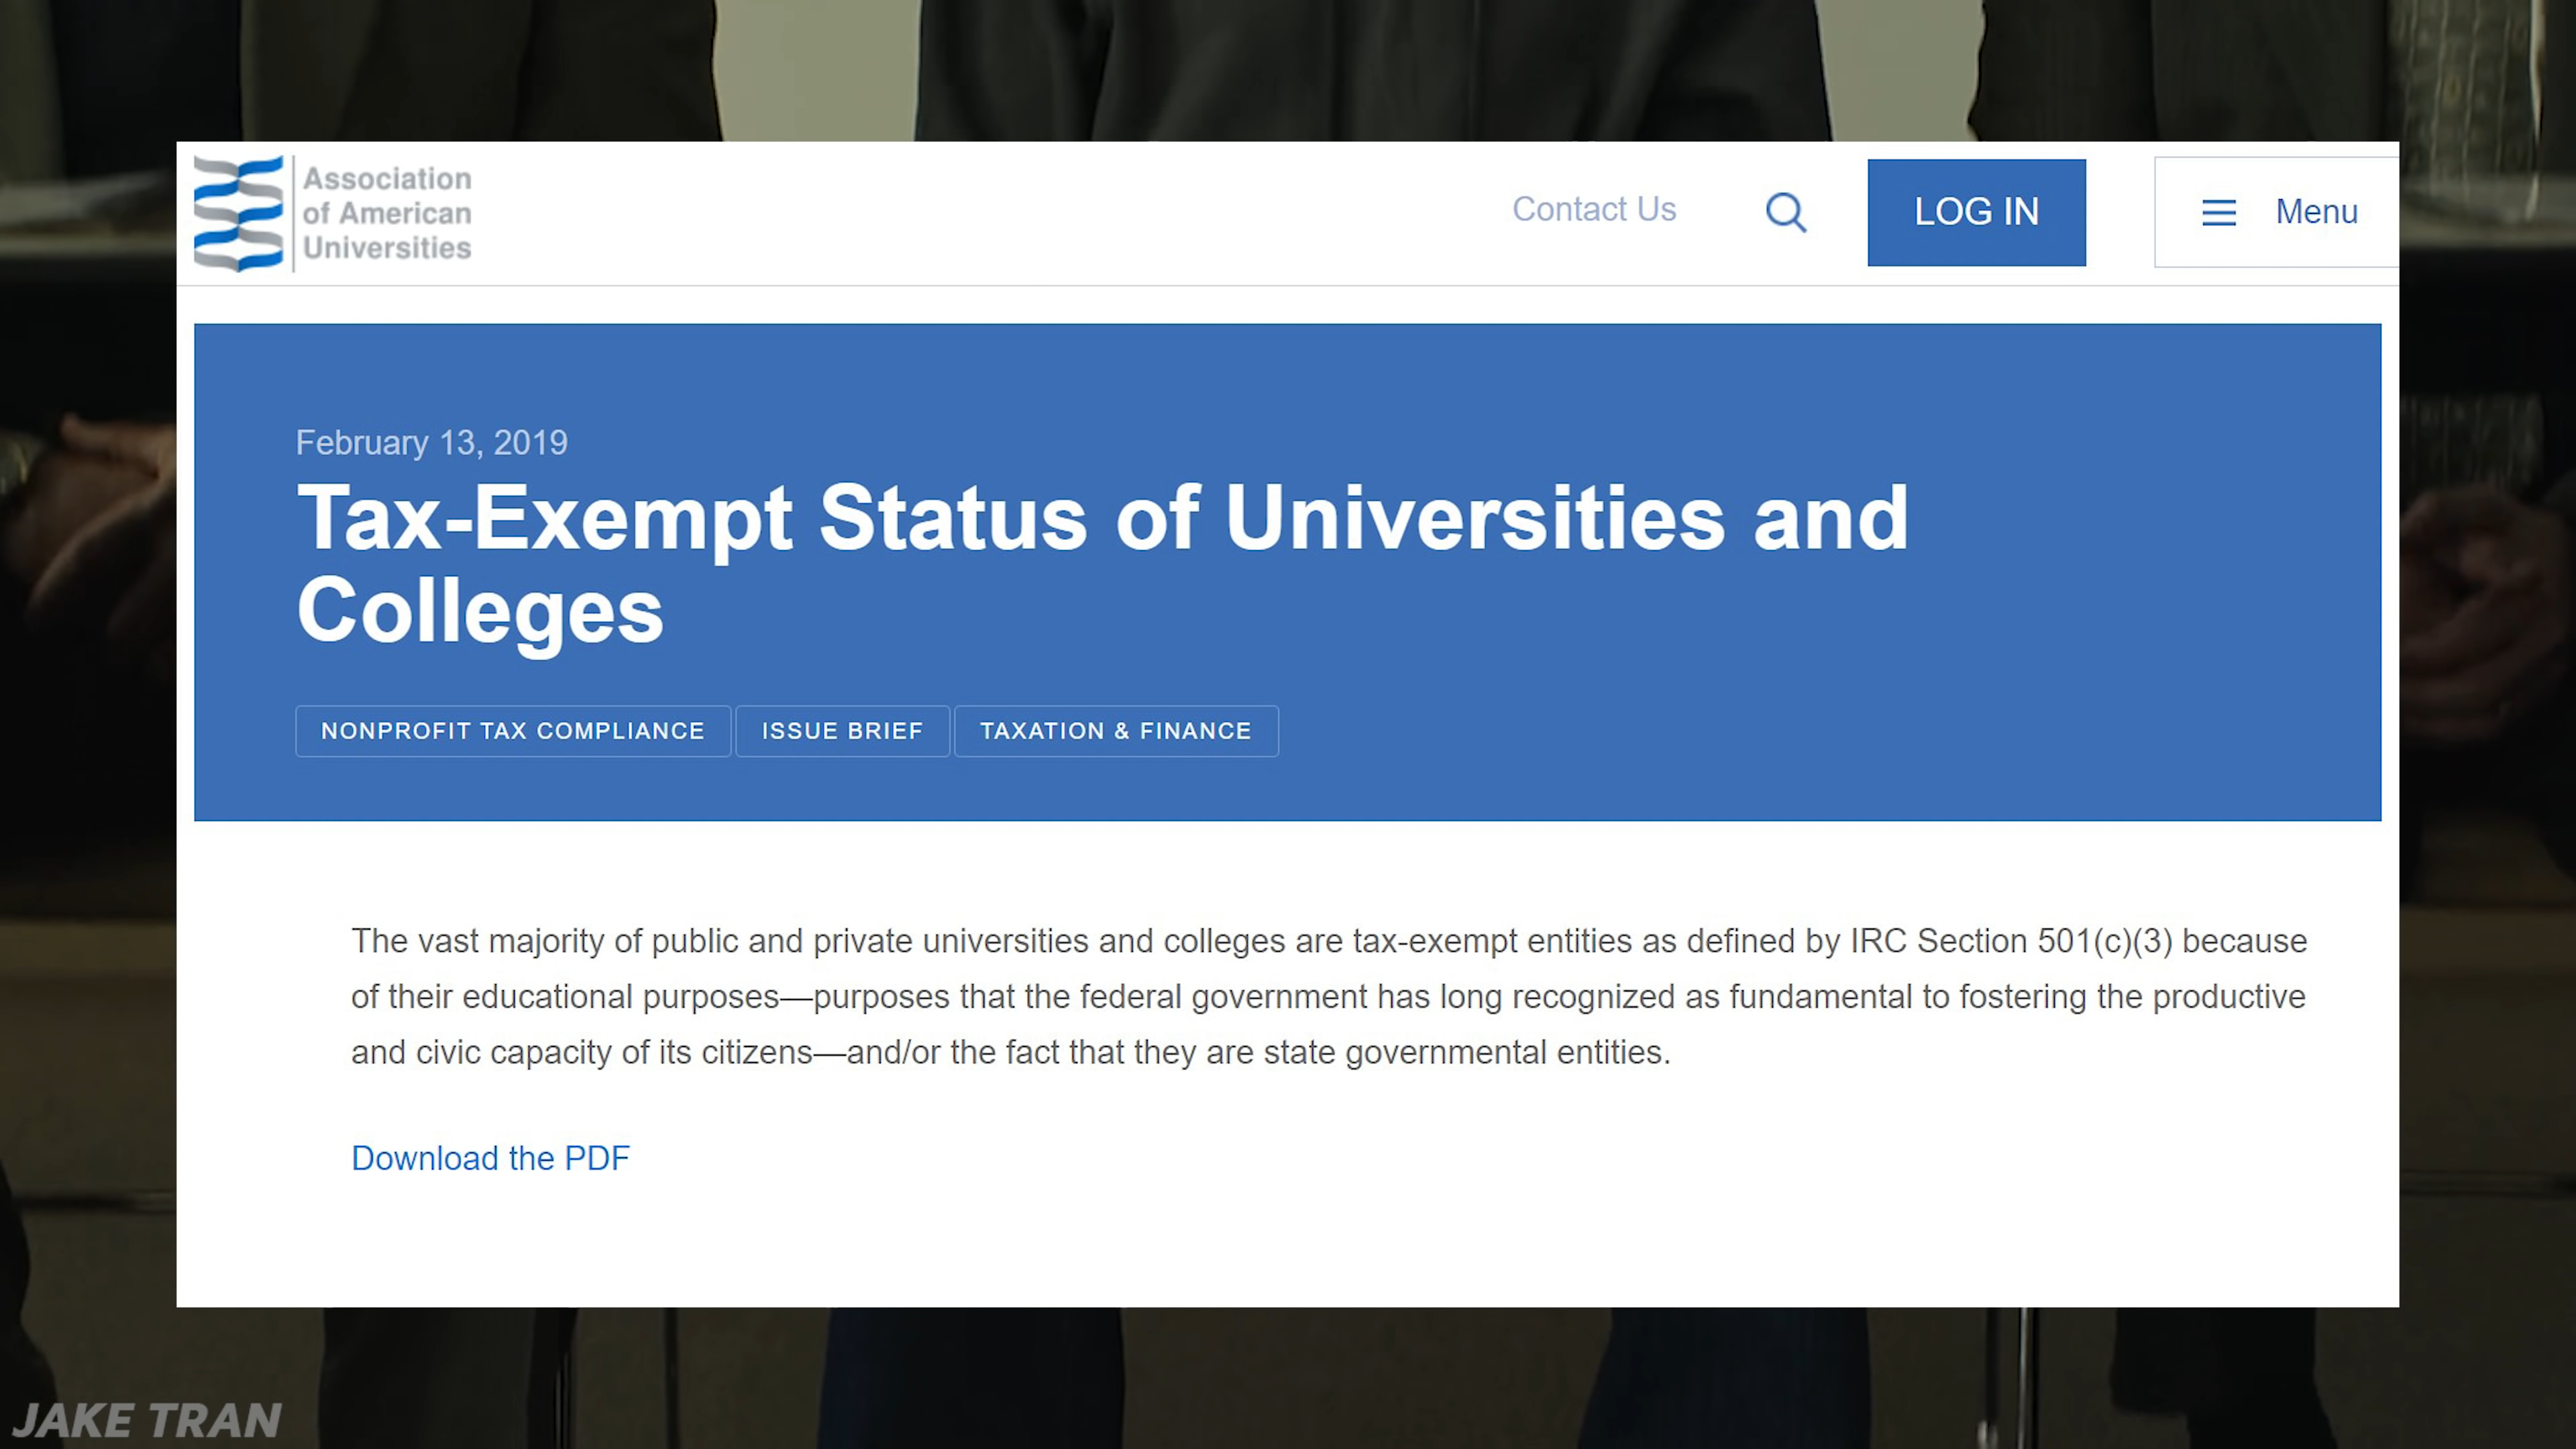 Association
of American
Universities
Contact Us
LOG IN
Menu
February 13, 2019
Tax-Exempt Status of Universities and
Colleges
NONPROFIT TAX COMPLIANCE
ISSUE BRIEF
TAXATION & FINANCE
The vast majority of public and private universities and colleges are tax-exempt entities as defined by IRC Section 501(c)(3) because
of their educational purposes—purposes that the federal government has long recognized as fundamental to fostering the productive
and civic capacity of its citizens—and/or the fact that they are state governmental entities.
Download the PDF
JAKE TRAN